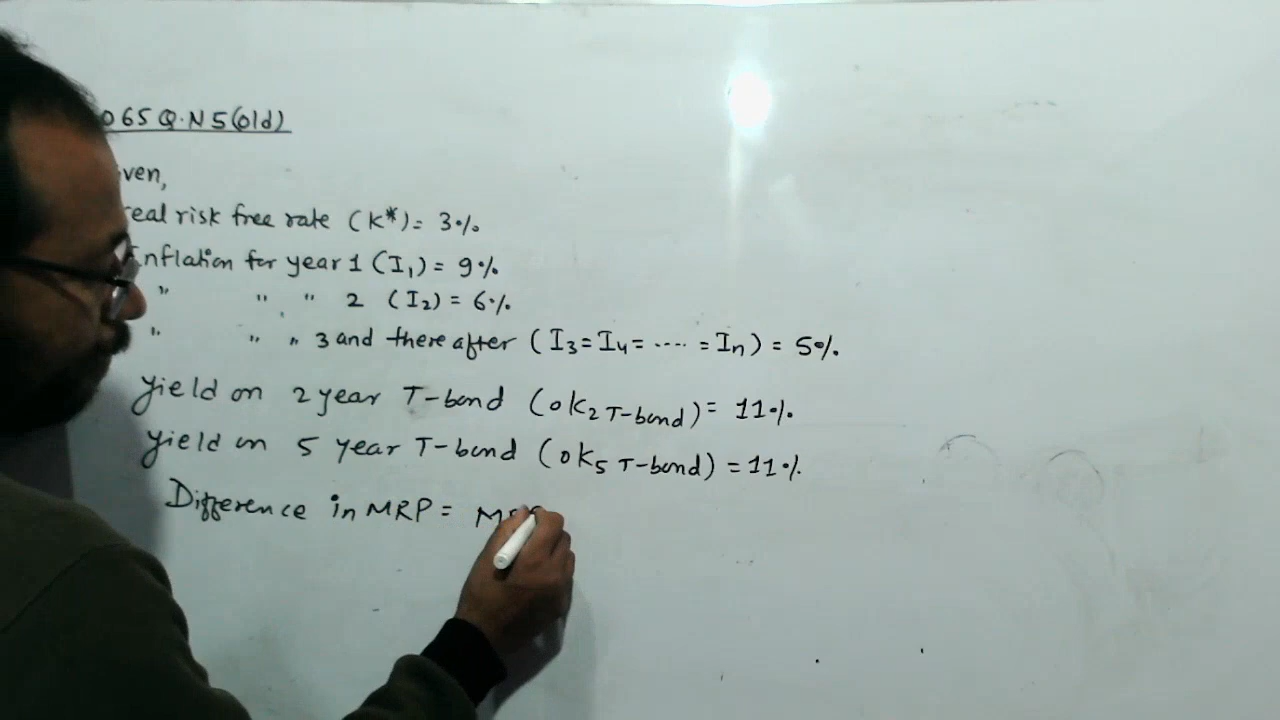 065 Q.N 5(old)
ven,
real risk free rate (K*) = 3%
Inflation for year 1 (I₁) = 9%
" " " 2 (I₂) = 6%
" " " 3 and there after (I₃=I₄= .... =Iₙ) = 5%
Yield on 2 year T-bond (oK₂ T-bond) = 11%
Yield on 5 year T-bond (oK₅ T-bond) = 11%
Difference in MRP =